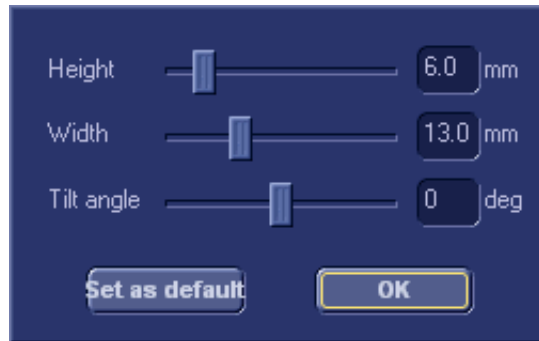 Height 6.0 mm
Width 13.0 mm
Tilt angle 0 deg
Set as default OK